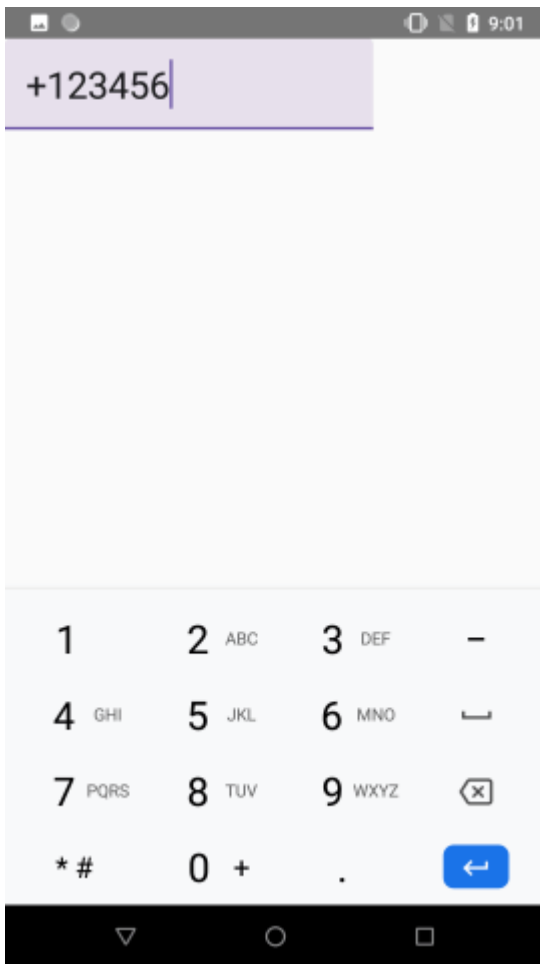 9:01
+123456
1
2 ABC
3 DEF
-
4 GHI
5 JKL
6 MNO
7 PQRS
8 TUV
9 WXYZ
* #
0 +
.